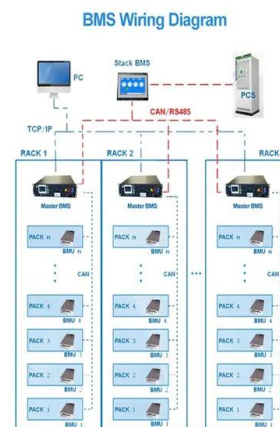 BMS Wiring Diagram
PC
Stack BMS
PCS
CAN/RS485
TCP/IP
RACK 1
RACK 2
RACK
Master BMS
Master BMS
Master BMS
PACK n
BMU n
PACK n
BMU n
PACK n
BMU n
CAN
CAN
CAN
PACK 4
BMU 4
PACK 4
BMU 4
PACK 4
BMU 4
PACK 3
BMU 3
PACK 3
BMU 3
PACK 3
BMU 3
PACK 2
BMU 2
PACK 2
BMU 2
PACK 2
BMU 2
PACK 1
BMU 1
PACK 1
BMU 1
PACK 1
BMU 1